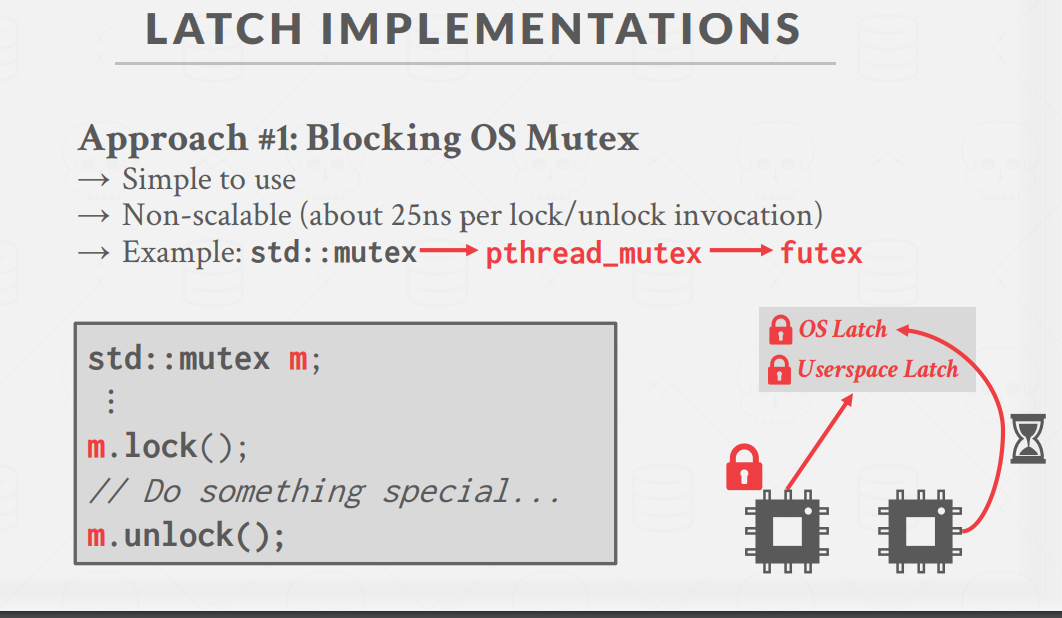 LATCH IMPLEMENTATIONS
Approach #1: Blocking OS Mutex
→ Simple to use
→ Non-scalable (about 25ns per lock/unlock invocation)
→ Example: std::mutex → pthread_mutex → futex
std::mutex m;
⋮
m.lock();
// Do something special...
m.unlock();
OS Latch
Userspace Latch